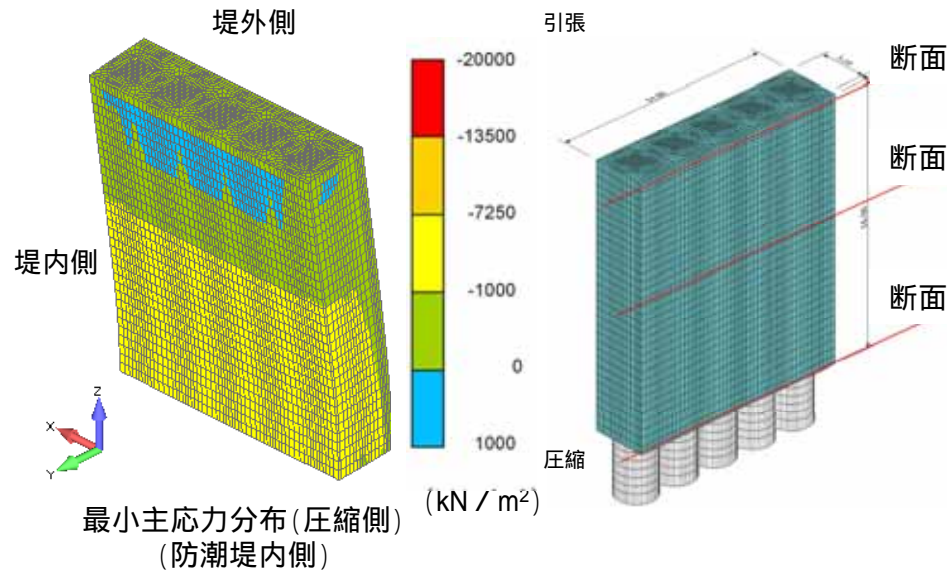 堤外側
引張
-20000
断面
-13500
断面
-7250
堤内側
-1000
断面
0
Z
X
1000
圧縮
Y
(kN／m²)
最小主応力分布(圧縮側)
(防潮堤内側)